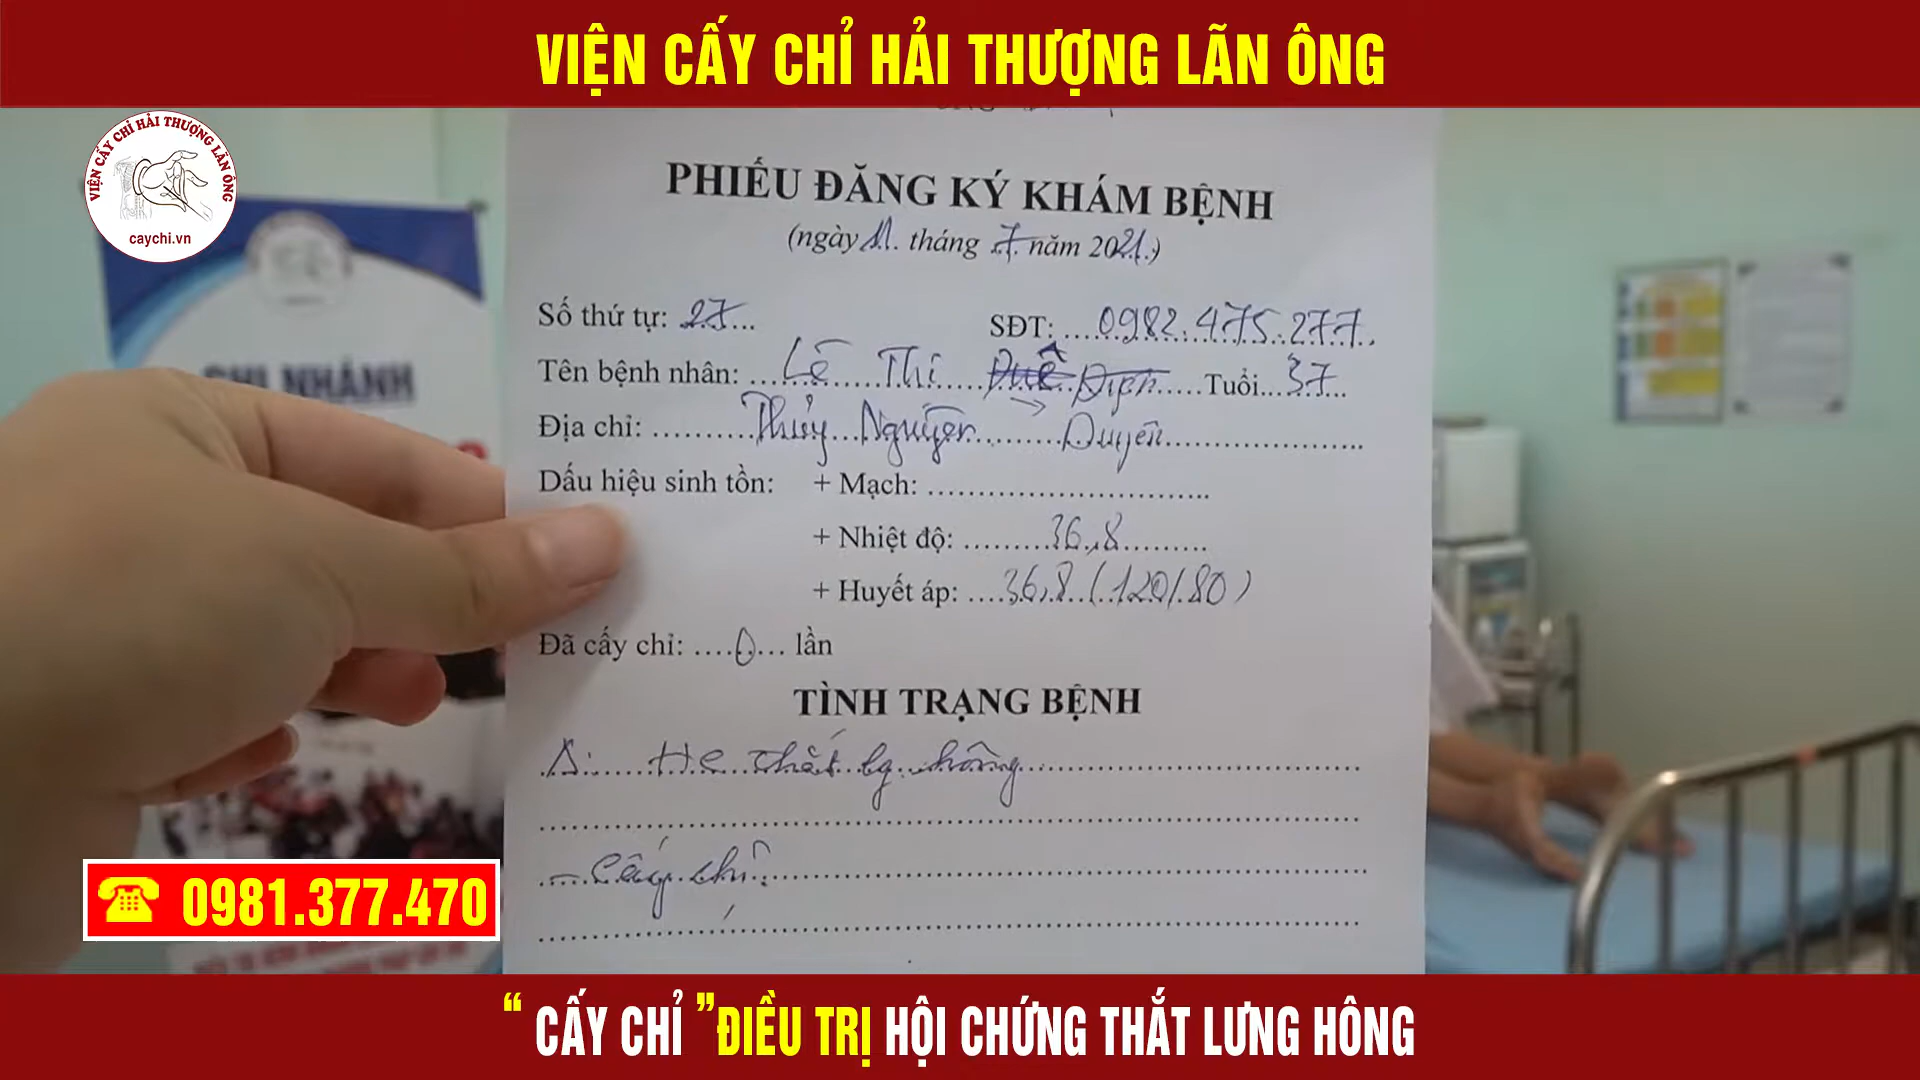 VIỆN CẤY CHỈ HẢI THƯỢNG LÃN ÔNG
VIỆN CẤY CHỈ HẢI THƯỢNG LÃN ÔNG
caychi.vn
CHI NHÁNH
PHIẾU ĐĂNG KÝ KHÁM BỆNH
(ngày 11. tháng 7 năm 2021.)
Số thứ tự: 27... SĐT: ....0982.475.277.
Tên bệnh nhân: ....Lê Thị ........Tuổi...37...
Địa chỉ: ..........Thủy Nguyên........Duyên....................
Dấu hiệu sinh tồn: + Mạch: ..............................
+ Nhiệt độ: .........36,8.........
+ Huyết áp: ....36,8 (120/80)
Đã cấy chỉ: ....0... lần
TÌNH TRẠNG BỆNH
Δ: HC thắt lg hông
- Cấy chỉ.
☎ 0981.377.470
“ CẤY CHỈ ”ĐIỀU TRỊ HỘI CHỨNG THẮT LƯNG HÔNG